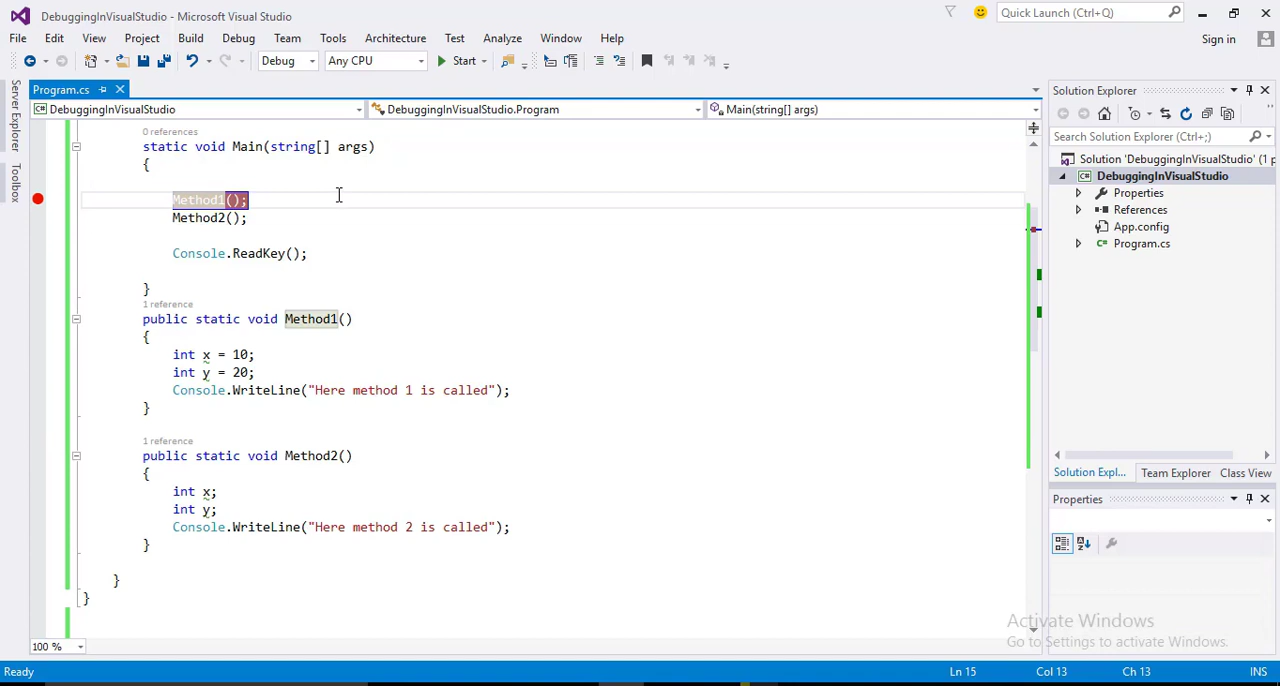 DebuggingInVisualStudio - Microsoft Visual Studio
Quick Launch (Ctrl+Q)
File Edit View Project Build Debug Team Tools Architecture Test Analyze Window Help
Sign in
Debug Any CPU Start
Server Explorer
Toolbox
Program.cs
DebuggingInVisualStudio DebuggingInVisualStudio.Program Main(string[] args)
0 references
static void Main(string[] args)
{
Method1();
Method2();
Console.ReadKey();
}
1 reference
public static void Method1()
{
int x = 10;
int y = 20;
Console.WriteLine("Here method 1 is called");
}
1 reference
public static void Method2()
{
int x;
int y;
Console.WriteLine("Here method 2 is called");
}
}
}
100 %
Solution Explorer
Search Solution Explorer (Ctrl+;)
Solution 'DebuggingInVisualStudio' (1 project)
DebuggingInVisualStudio
Properties
References
App.config
Program.cs
Solution Expl... Team Explorer Class View
Properties
Activate Windows
Go to Settings to activate Windows.
Ready Ln 15 Col 13 Ch 13 INS